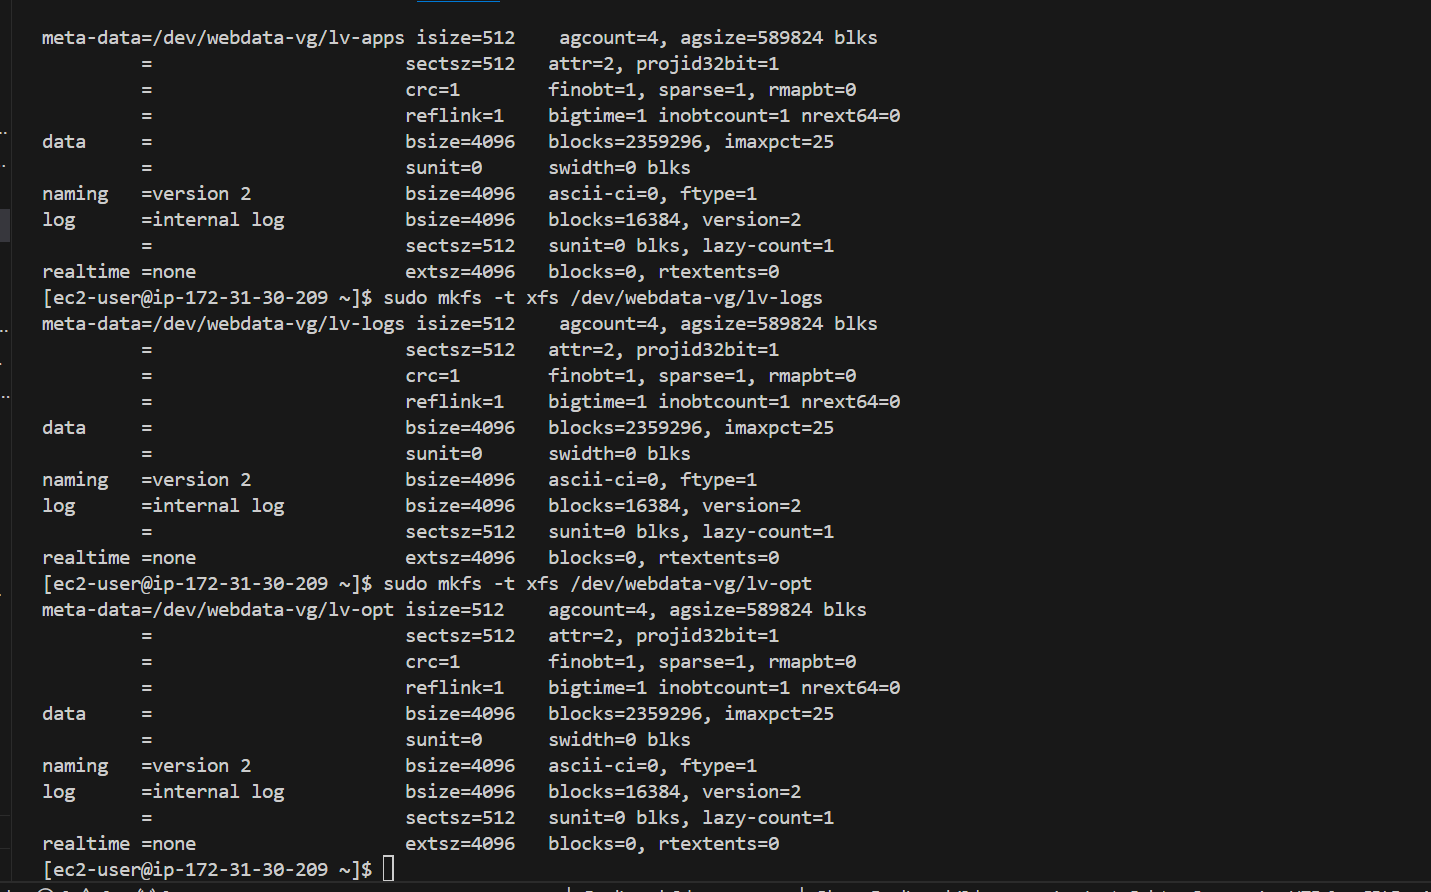 meta-data=/dev/webdata-vg/lv-apps isize=512    agcount=4, agsize=589824 blks
         =                       sectsz=512   attr=2, projid32bit=1
         =                       crc=1        finobt=1, sparse=1, rmapbt=0
         =                       reflink=1    bigtime=1 inobtcount=1 nrext64=0
data     =                       bsize=4096   blocks=2359296, imaxpct=25
         =                       sunit=0      swidth=0 blks
naming   =version 2              bsize=4096   ascii-ci=0, ftype=1
log      =internal log           bsize=4096   blocks=16384, version=2
         =                       sectsz=512   sunit=0 blks, lazy-count=1
realtime =none                   extsz=4096   blocks=0, rtextents=0
[ec2-user@ip-172-31-30-209 ~]$ sudo mkfs -t xfs /dev/webdata-vg/lv-logs
meta-data=/dev/webdata-vg/lv-logs isize=512    agcount=4, agsize=589824 blks
         =                       sectsz=512   attr=2, projid32bit=1
         =                       crc=1        finobt=1, sparse=1, rmapbt=0
         =                       reflink=1    bigtime=1 inobtcount=1 nrext64=0
data     =                       bsize=4096   blocks=2359296, imaxpct=25
         =                       sunit=0      swidth=0 blks
naming   =version 2              bsize=4096   ascii-ci=0, ftype=1
log      =internal log           bsize=4096   blocks=16384, version=2
         =                       sectsz=512   sunit=0 blks, lazy-count=1
realtime =none                   extsz=4096   blocks=0, rtextents=0
[ec2-user@ip-172-31-30-209 ~]$ sudo mkfs -t xfs /dev/webdata-vg/lv-opt
meta-data=/dev/webdata-vg/lv-opt isize=512    agcount=4, agsize=589824 blks
         =                       sectsz=512   attr=2, projid32bit=1
         =                       crc=1        finobt=1, sparse=1, rmapbt=0
         =                       reflink=1    bigtime=1 inobtcount=1 nrext64=0
data     =                       bsize=4096   blocks=2359296, imaxpct=25
         =                       sunit=0      swidth=0 blks
naming   =version 2              bsize=4096   ascii-ci=0, ftype=1
log      =internal log           bsize=4096   blocks=16384, version=2
         =                       sectsz=512   sunit=0 blks, lazy-count=1
realtime =none                   extsz=4096   blocks=0, rtextents=0
[ec2-user@ip-172-31-30-209 ~]$